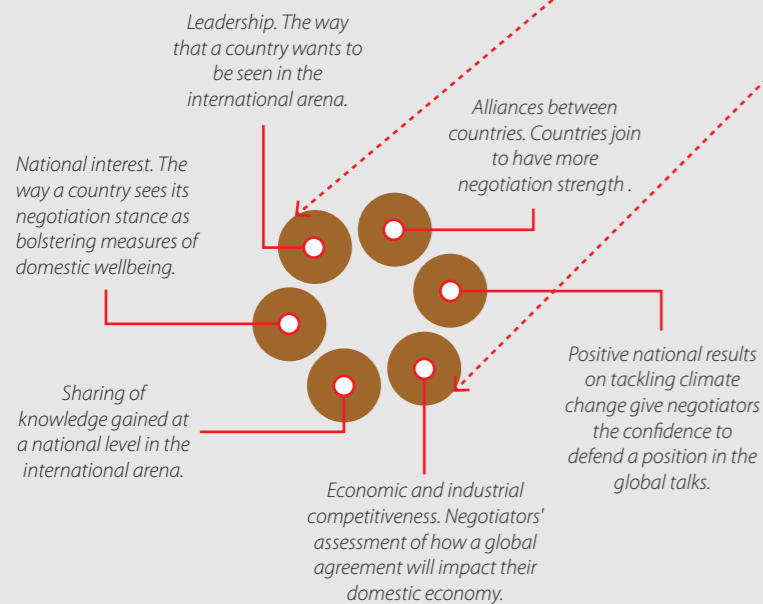 Leadership. The way
that a country wants to
be seen in the
international arena.
Alliances between
countries. Countries join
to have more
negotiation strength .
National interest. The
way a country sees its
negotiation stance as
bolstering measures of
domestic wellbeing.
Positive national results
on tackling climate
change give negotiators
the confidence to
defend a position in the
global talks.
Sharing of
knowledge gained at
a national level in the
international arena.
Economic and industrial
competitiveness. Negotiators'
assessment of how a global
agreement will impact their
domestic economy.